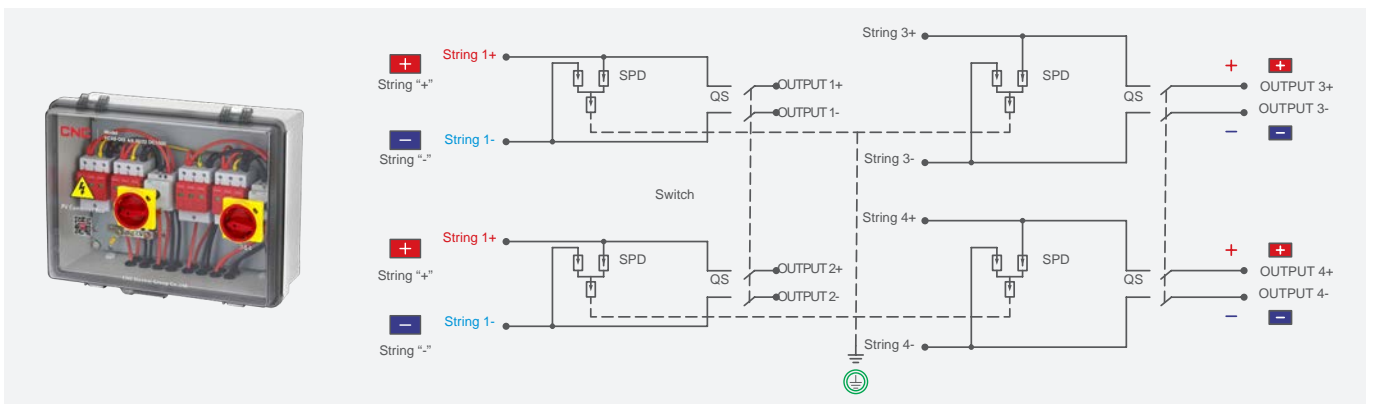 CNC
String 1+
String "+"
SPD
QS
OUTPUT 1+
OUTPUT 1-
String 1-
String "-"
String 3+
SPD
QS
+
+
OUTPUT 3+
OUTPUT 3-
−
−
String 3-
Switch
+
String 1+
String "+"
SPD
QS
OUTPUT 2+
OUTPUT 2-
−
String 1-
String "-"
String 4+
SPD
QS
+
+
OUTPUT 4+
OUTPUT 4-
−
−
String 4-